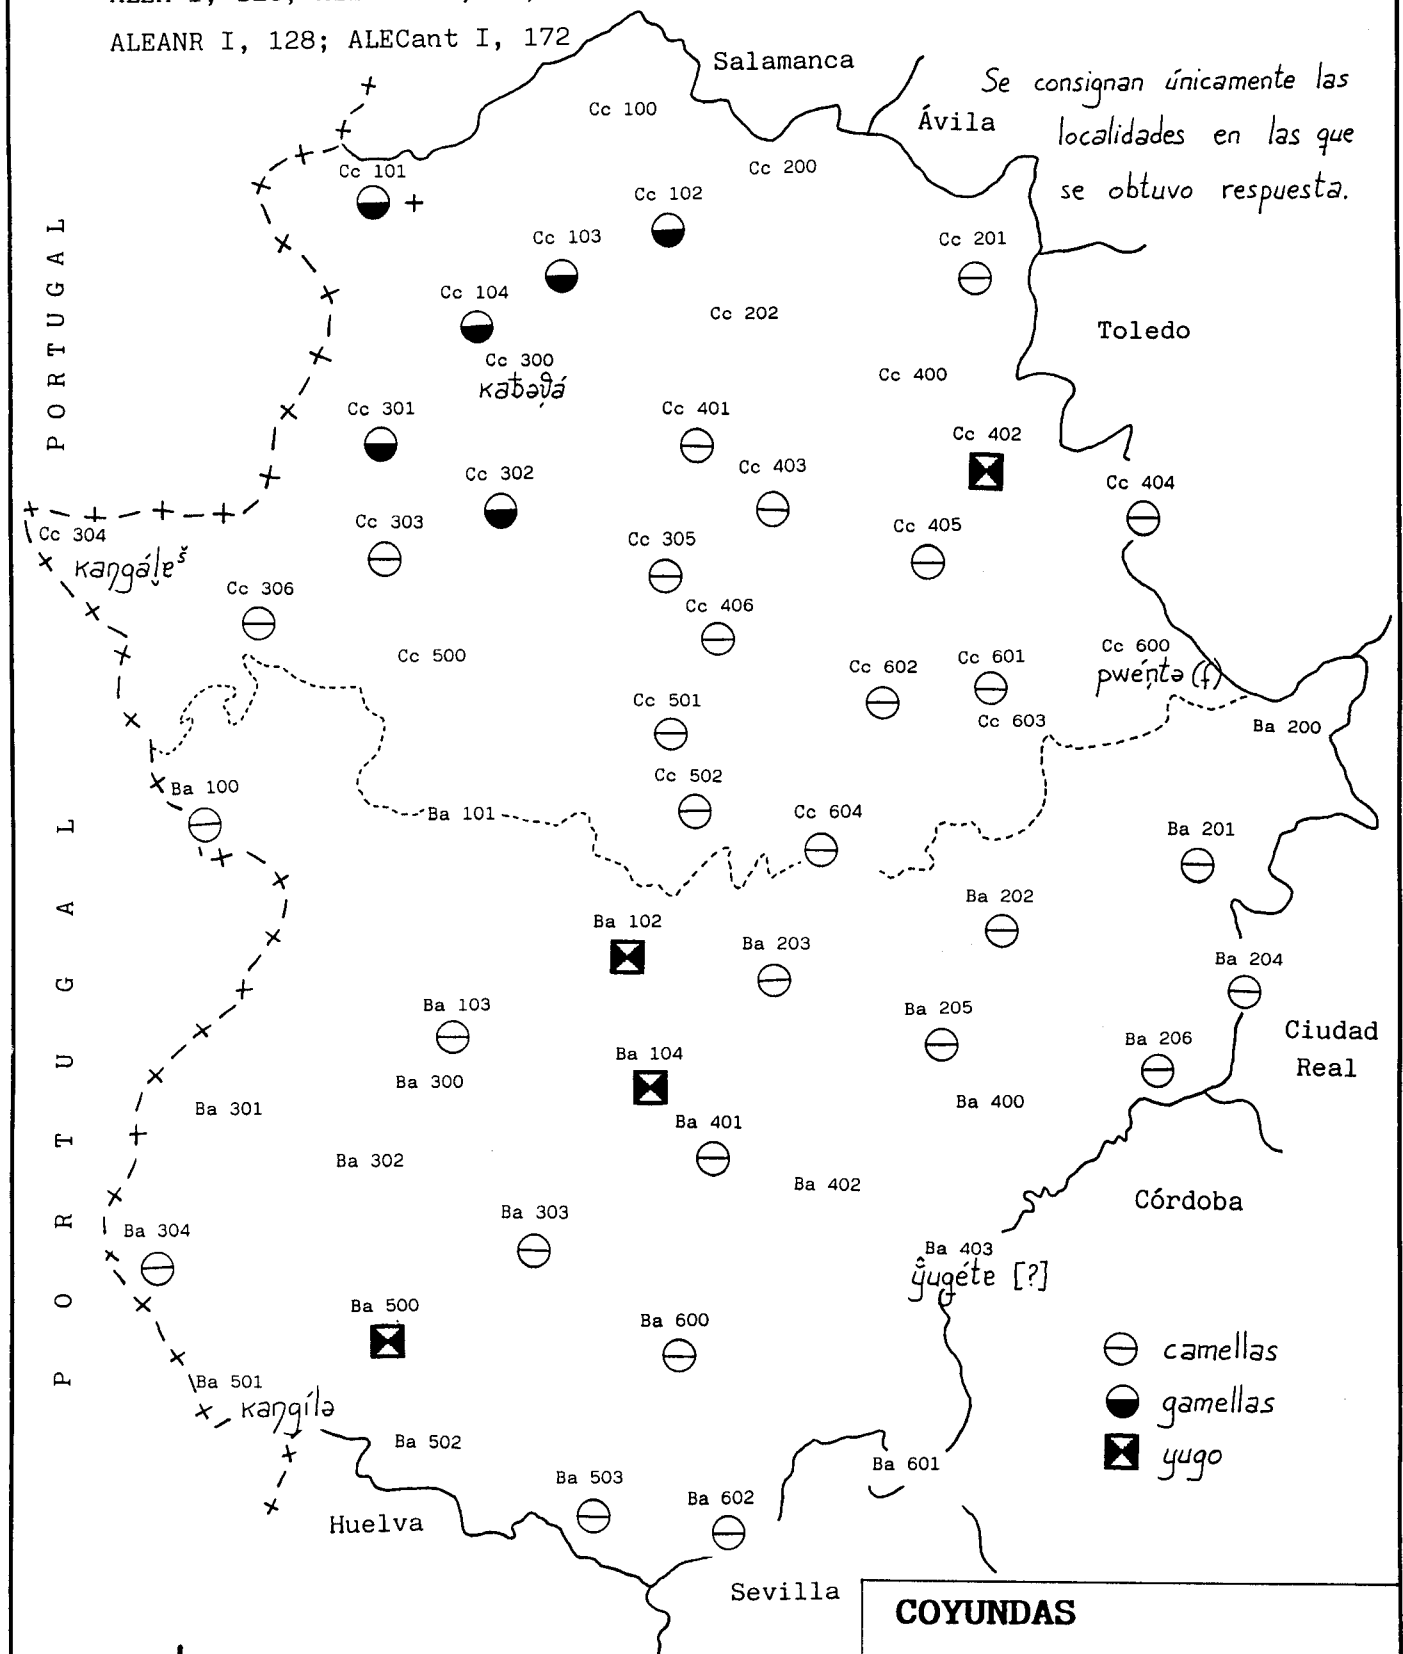 ALEANR I, 128; ALECant I, 172
Salamanca
Se consignan únicamente las
localidades en las que
se obtuvo respuesta.
Ávila
Cc 100
Cc 200
Cc 101
+
Cc 102
Cc 103
Cc 201
Cc 104
Cc 202
Toledo
PORTUGAL
Cc 300
Cc 400
Cc 301
Cc 401
Cc 402
Cc 302
Cc 403
Cc 404
Cc 303
Cc 304
Cc 305
Cc 405
Cc 306
Cc 406
Cc 500
Cc 600
pwéṇtə (f)
Cc 601
Cc 602
Cc 501
Cc 603
Ba 200
Cc 502
Ba 100
Ba 101
Cc 604
Ba 201
PORTUGAL
Ba 202
Ba 102
Ba 203
Ba 204
Ba 103
Ba 205
Ciudad
Real
Ba 104
Ba 206
Ba 300
Ba 301
Ba 400
Ba 401
Ba 302
Ba 402
Córdoba
Ba 303
Ba 304
Ba 403
Ba 500
Ba 600
camellas
gamellas
yugo
Ba 501
kaŋgílə
Ba 502
Ba 601
Ba 503
Ba 602
Huelva
Sevilla
COYUNDAS